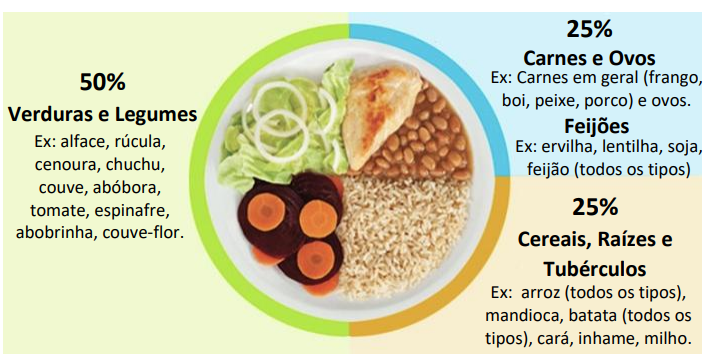 50%
Verduras e Legumes
Ex: alface, rúcula,
cenoura, chuchu,
couve, abóbora,
tomate, espinafre,
abobrinha, couve-flor.
25%
Carnes e Ovos
Ex: Carnes em geral (frango,
boi, peixe, porco) e ovos.
Feijões
Ex: ervilha, lentilha, soja,
feijão (todos os tipos)
25%
Cereais, Raízes e
Tubérculos
Ex: arroz (todos os tipos),
mandioca, batata (todos os
tipos), cará, inhame, milho.